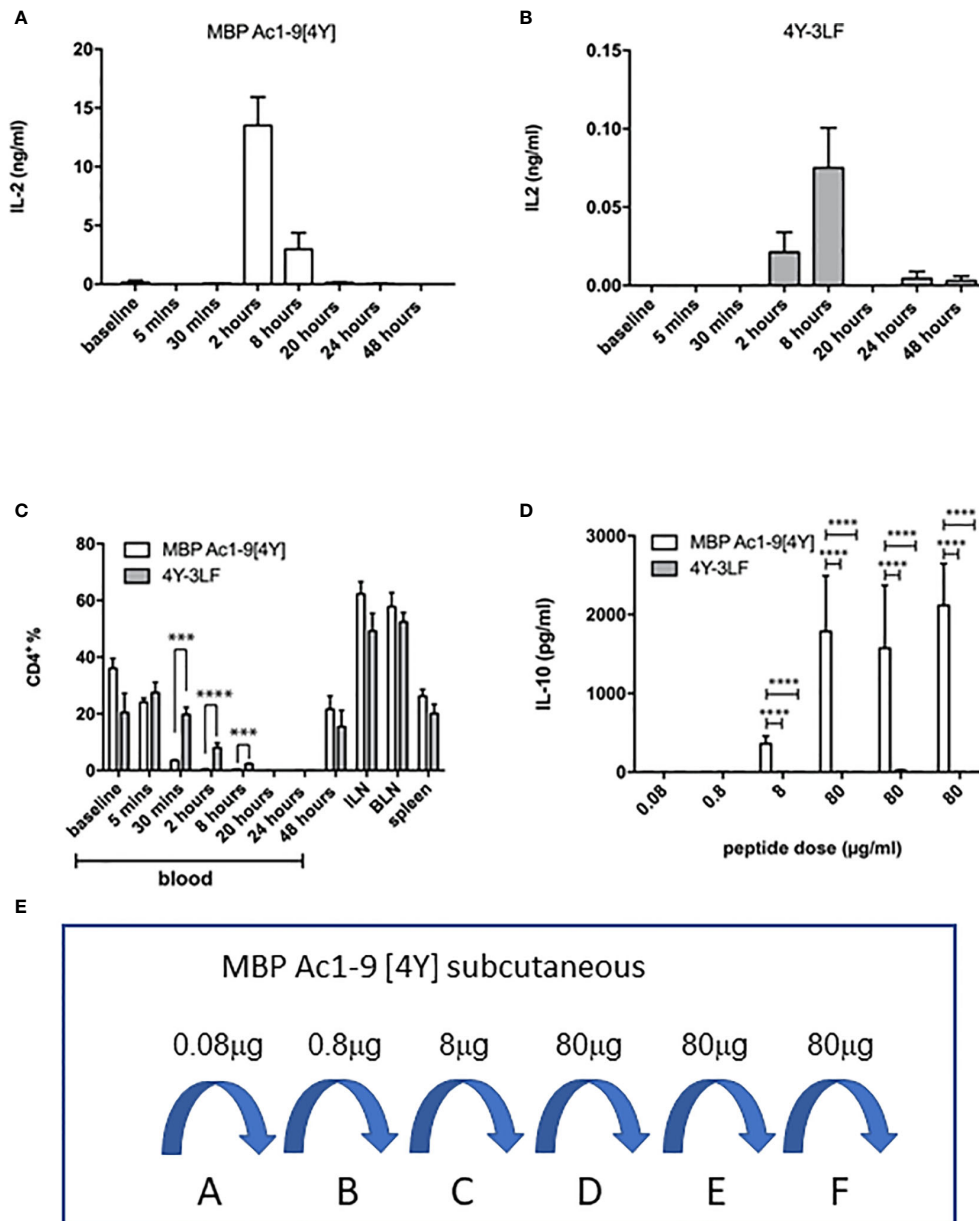 A
MBP Ac1-9[4Y]
IL-2 (ng/ml)
20
15
10
5
0
baseline
5 mins
30 mins
2 hours
8 hours
20 hours
24 hours
48 hours
B
4Y-3LF
IL2 (ng/ml)
0.15
0.10
0.05
0.00
baseline
5 mins
30 mins
2 hours
8 hours
20 hours
24 hours
48 hours
C
MBP Ac1-9[4Y]
4Y-3LF
CD4+ %
80
60
40
20
0
***
****
***
baseline
5 mins
30 mins
2 hours
8 hours
20 hours
24 hours
48 hours
ILN
BLN
spleen
blood
D
MBP Ac1-9[4Y]
4Y-3LF
IL-10 (pg/ml)
3000
2000
1000
0
****
****
****
****
****
****
****
****
0.08
0.8
8
80
80
80
peptide dose (µg/ml)
E
MBP Ac1-9 [4Y] subcutaneous
0.08µg 0.8µg 8µg 80µg 80µg 80µg
A B C D E F